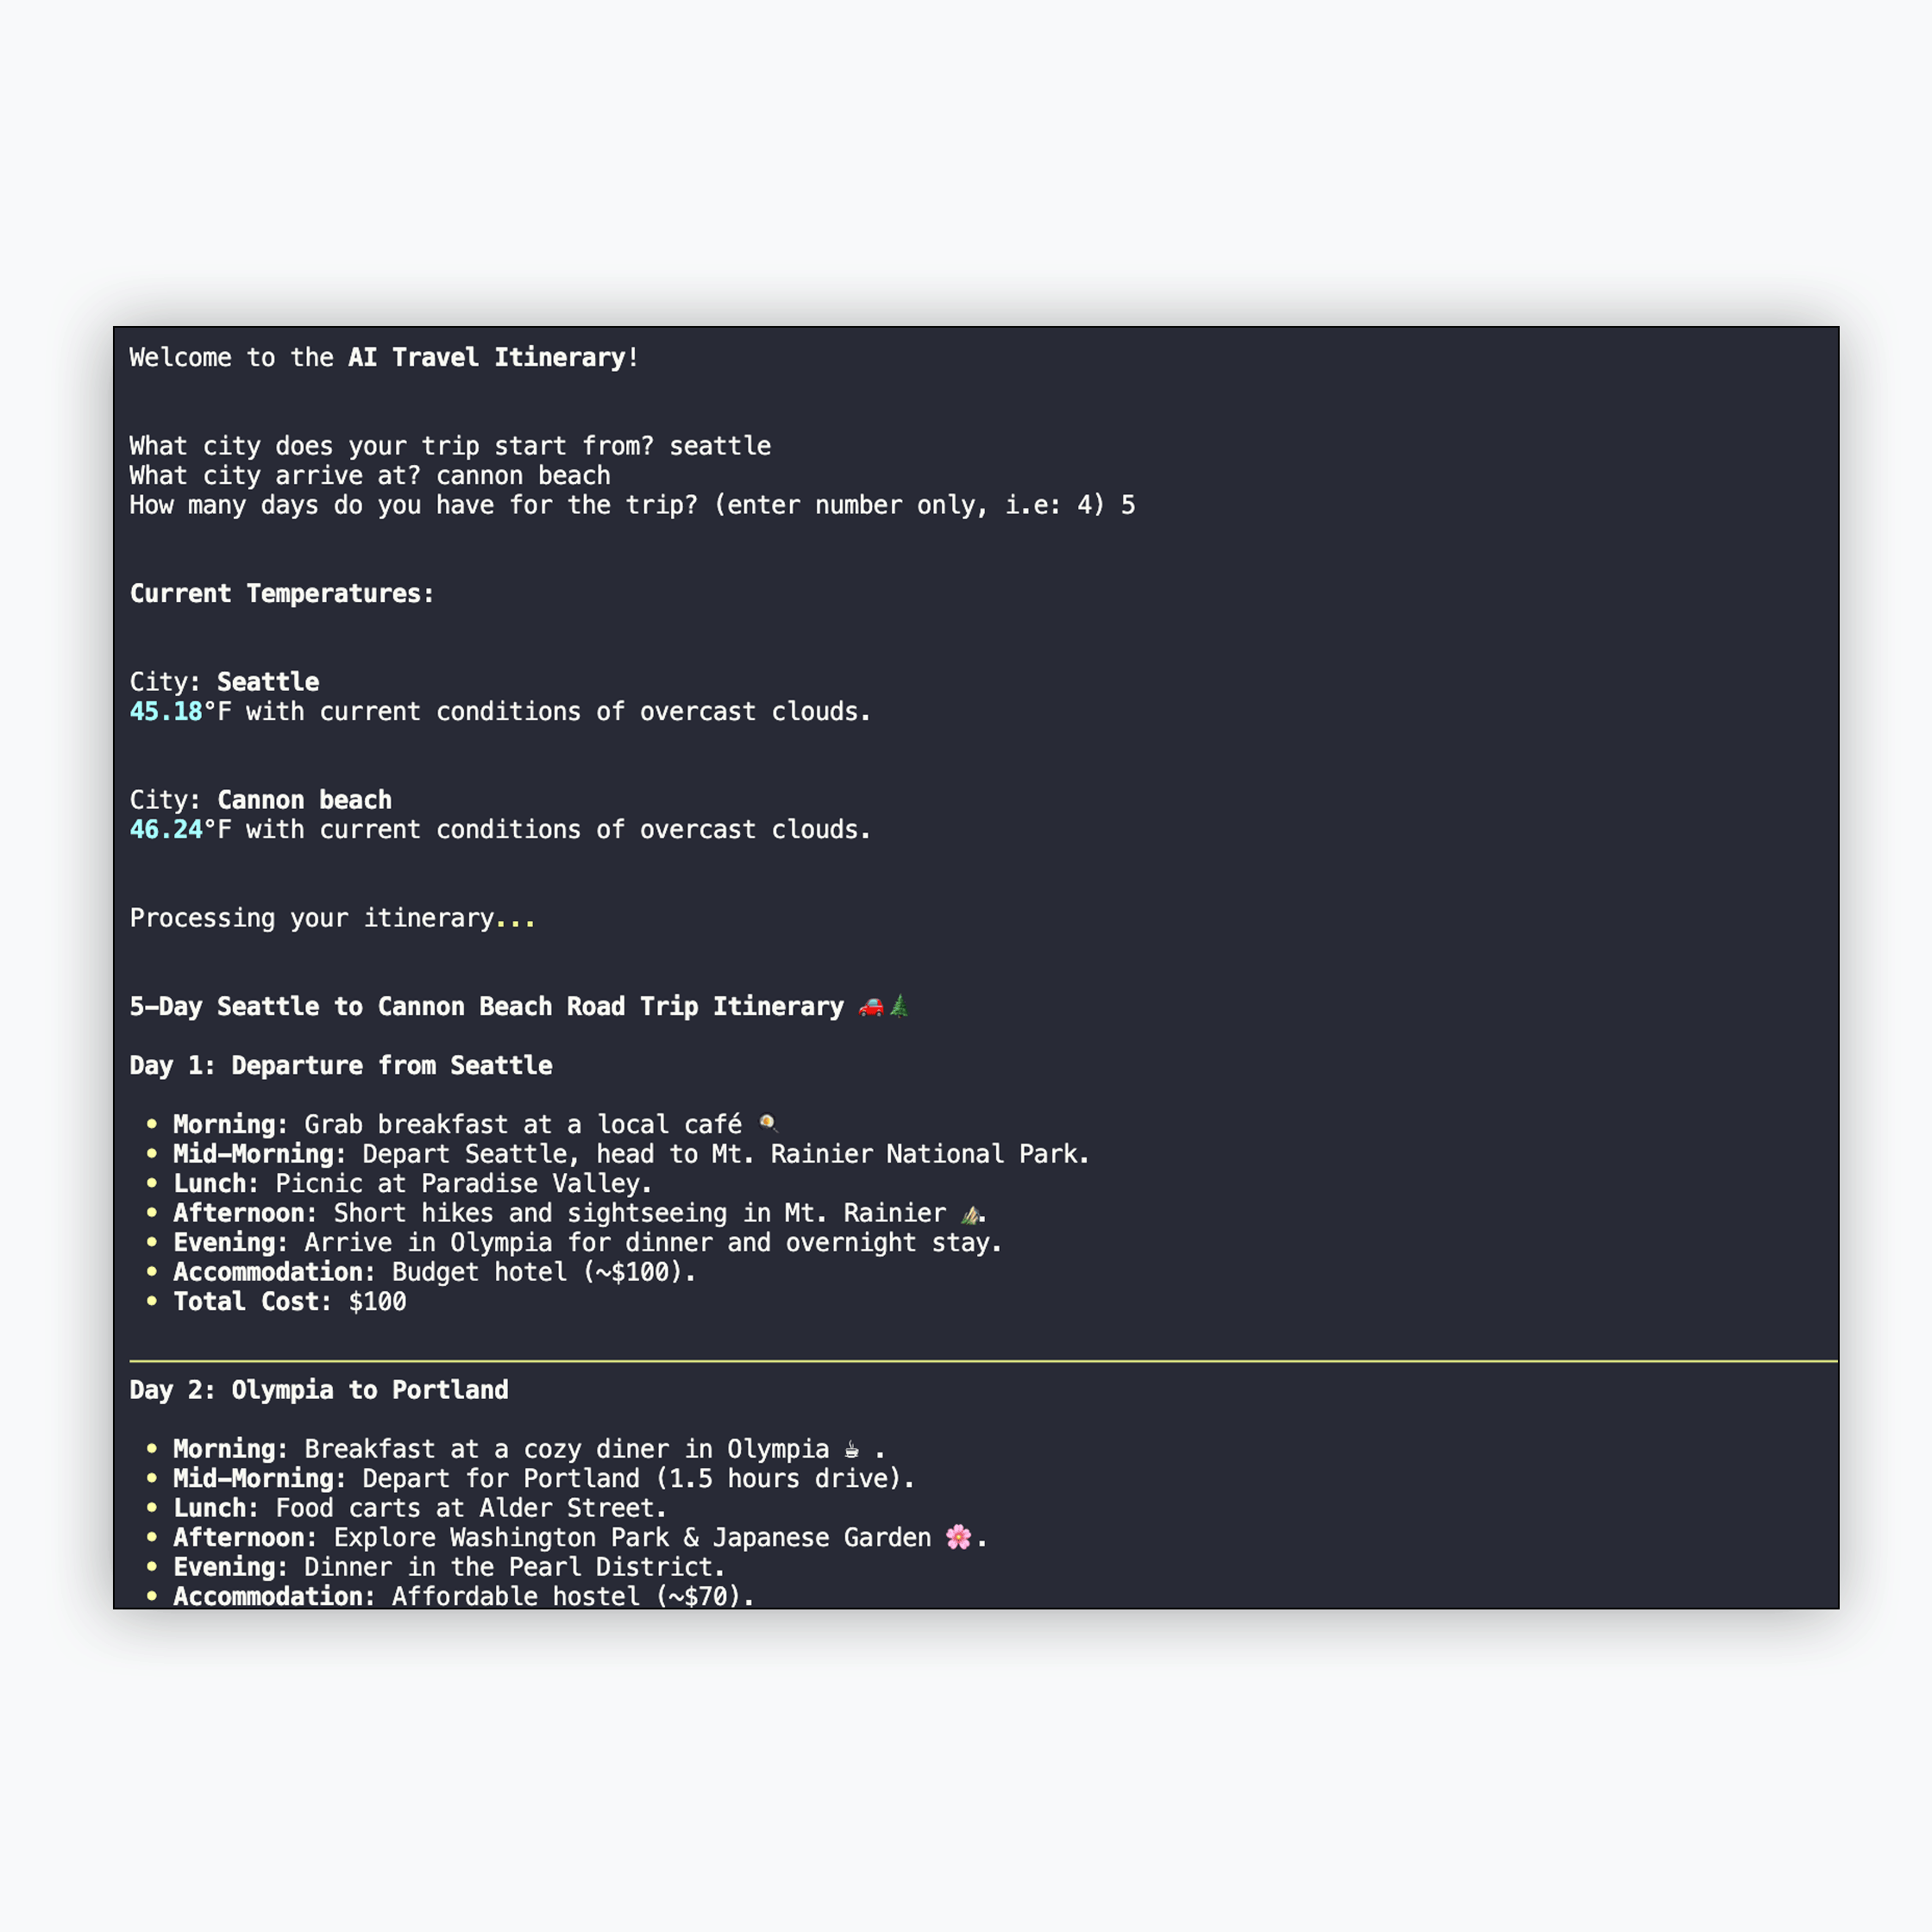 Welcome to the AI Travel Itinerary!
What city does your trip start from? seattle
What city arrive at? cannon beach
How many days do you have for the trip? (enter number only, i.e: 4) 5
Current Temperatures:
City: Seattle
45.18°F with current conditions of overcast clouds.
City: Cannon beach
46.24°F with current conditions of overcast clouds.
Processing your itinerary...
5-Day Seattle to Cannon Beach Road Trip Itinerary 🚗🌲
Day 1: Departure from Seattle
• Morning: Grab breakfast at a local café 🍳
• Mid-Morning: Depart Seattle, head to Mt. Rainier National Park.
• Lunch: Picnic at Paradise Valley.
• Afternoon: Short hikes and sightseeing in Mt. Rainier ⛰️.
• Evening: Arrive in Olympia for dinner and overnight stay.
• Accommodation: Budget hotel (~$100).
• Total Cost: $100
Day 2: Olympia to Portland
• Morning: Breakfast at a cozy diner in Olympia ☕ .
• Mid-Morning: Depart for Portland (1.5 hours drive).
• Lunch: Food carts at Alder Street.
• Afternoon: Explore Washington Park & Japanese Garden 🌸.
• Evening: Dinner in the Pearl District.
• Accommodation: Affordable hostel (~$70).